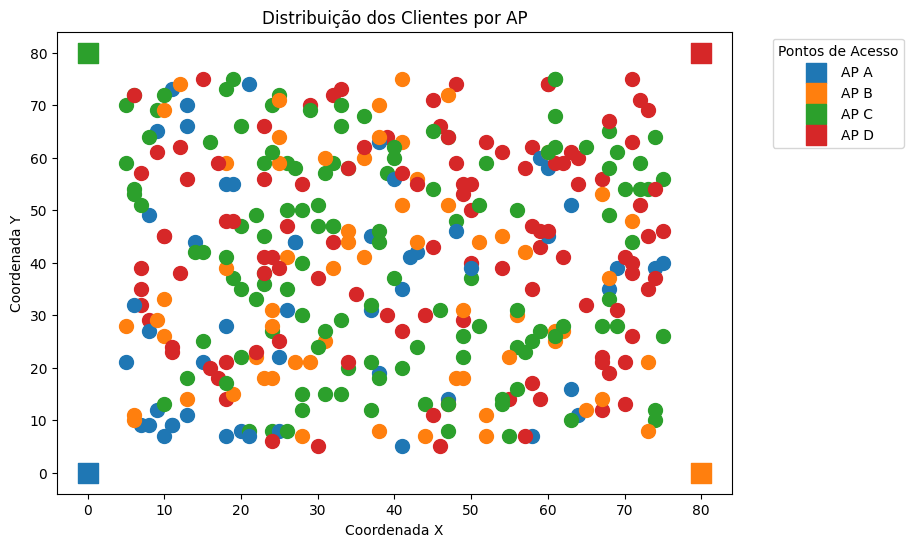 Distribuição dos Clientes por AP
Pontos de Acesso
AP A
AP B
AP C
AP D
Coordenada Y
80
70
60
50
40
30
20
10
0
0 10 20 30 40 50 60 70 80
Coordenada X